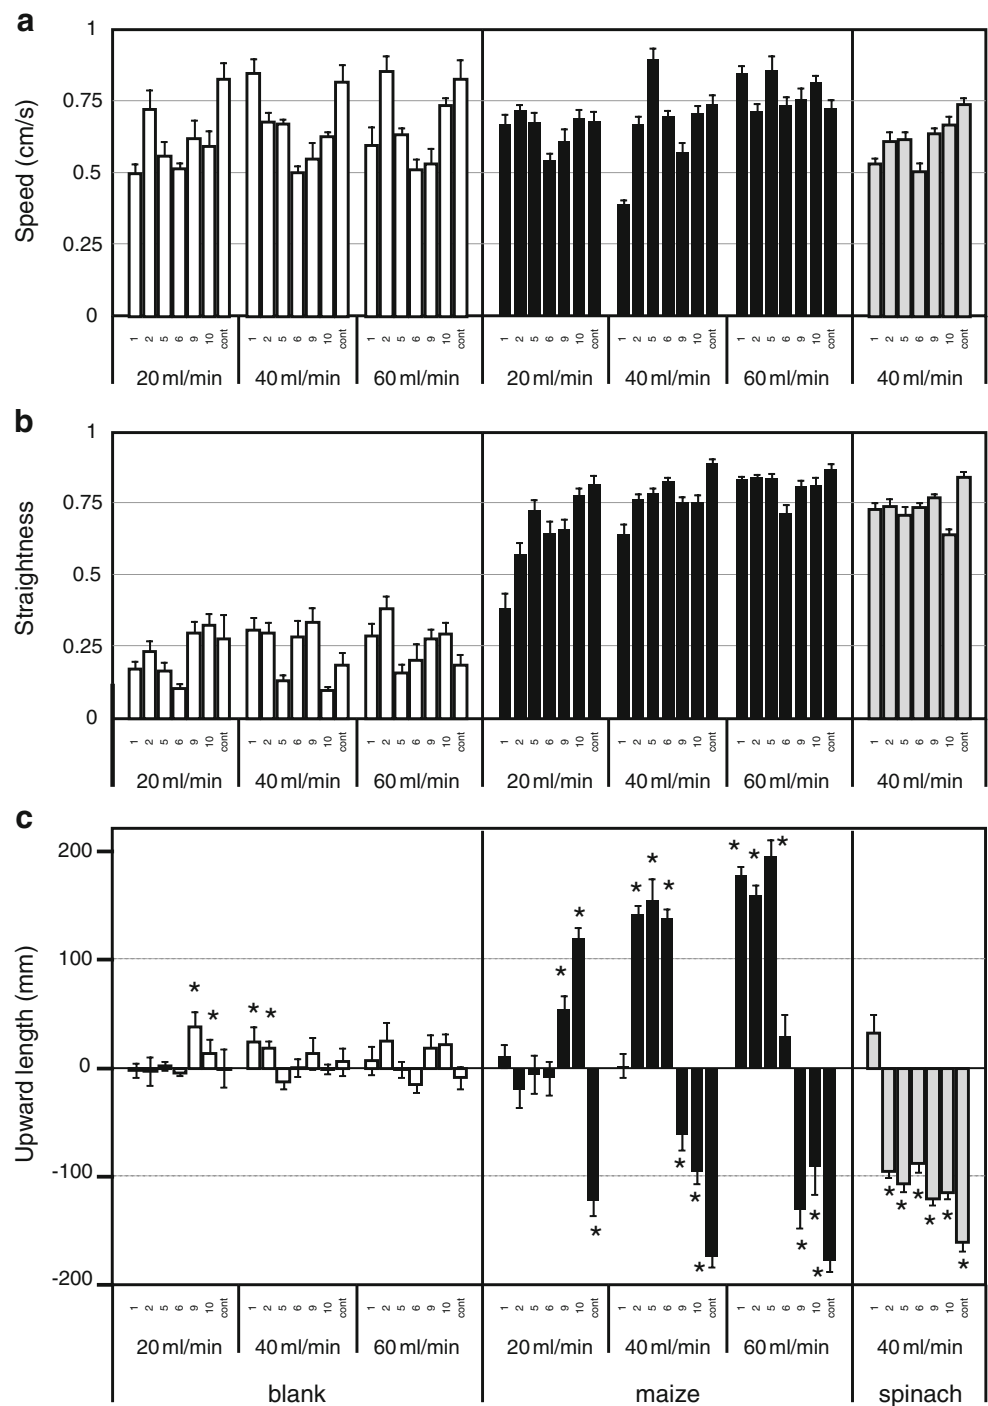 a
1
0.75
0.5
0.25
0
Speed (cm/s)
1 2 5 6 9 10 cont 1 2 5 6 9 10 cont 1 2 5 6 9 10 cont 1 2 5 6 9 10 cont 1 2 5 6 9 10 cont 1 2 5 6 9 10 cont 1 2 5 6 9 10 cont
20 ml/min 40 ml/min 60 ml/min 20 ml/min 40 ml/min 60 ml/min 40 ml/min
b
1
0.75
0.5
0.25
0
Straightness
1 2 5 6 9 10 cont 1 2 5 6 9 10 cont 1 2 5 6 9 10 cont 1 2 5 6 9 10 cont 1 2 5 6 9 10 cont 1 2 5 6 9 10 cont 1 2 5 6 9 10 cont
20 ml/min 40 ml/min 60 ml/min 20 ml/min 40 ml/min 60 ml/min 40 ml/min
c
200
100
0
-100
-200
Upward length (mm)
* * * * * * * * * * * * * * * * * * * * * * * * *
1 2 5 6 9 10 cont 1 2 5 6 9 10 cont 1 2 5 6 9 10 cont 1 2 5 6 9 10 cont 1 2 5 6 9 10 cont 1 2 5 6 9 10 cont 1 2 5 6 9 10 cont
20 ml/min 40 ml/min 60 ml/min 20 ml/min 40 ml/min 60 ml/min 40 ml/min
blank maize spinach